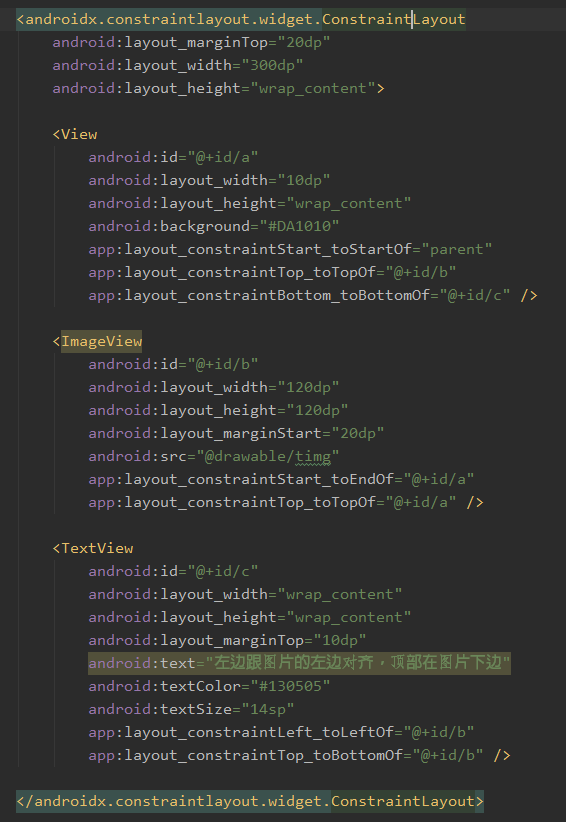 <androidx.constraintlayout.widget.ConstraintLayout
android:layout_marginTop="20dp"
android:layout_width="300dp"
android:layout_height="wrap_content">
<View
android:id="@+id/a"
android:layout_width="10dp"
android:layout_height="wrap_content"
android:background="#DA1010"
app:layout_constraintStart_toStartOf="parent"
app:layout_constraintTop_toTopOf="@+id/b"
app:layout_constraintBottom_toBottomOf="@+id/c" />
<ImageView
android:id="@+id/b"
android:layout_width="120dp"
android:layout_height="120dp"
android:layout_marginStart="20dp"
android:src="@drawable/timg"
app:layout_constraintStart_toEndOf="@+id/a"
app:layout_constraintTop_toTopOf="@+id/a" />
<TextView
android:id="@+id/c"
android:layout_width="wrap_content"
android:layout_height="wrap_content"
android:layout_marginTop="10dp"
android:text="左边跟图片的左边对齐，顶部在图片下边"
android:textColor="#130505"
android:textSize="14sp"
app:layout_constraintLeft_toLeftOf="@+id/b"
app:layout_constraintTop_toBottomOf="@+id/b" />
</androidx.constraintlayout.widget.ConstraintLayout>